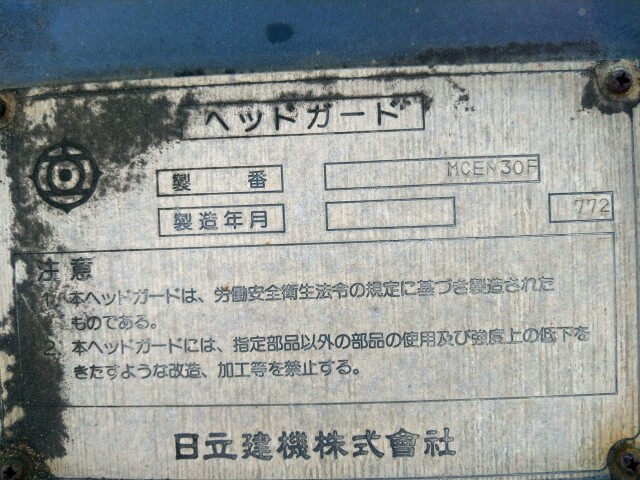 ヘッドガード
製 番 MCEM30F
製造年月 772
注意
1. 本ヘッドガードは、労働安全衛生法令の規定に基づき製造された
ものである。
2. 本ヘッドガードには、指定部品以外の部品の使用及び強度上の低下を
きたすような改造、加工等を禁止する。
日立建機株式會社